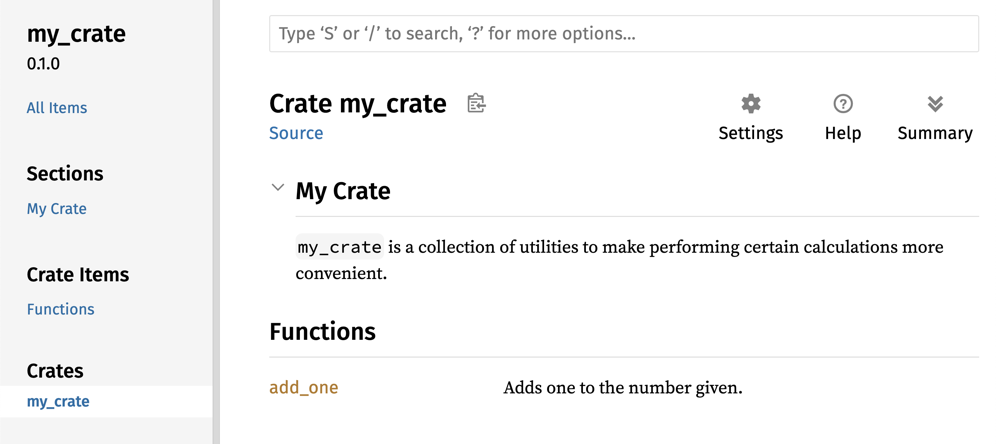 my_crate
0.1.0
All Items
Sections
My Crate
Crate Items
Functions
Crates
my_crate
Type ‘S’ or ‘/’ to search, ‘?’ for more options…
Crate my_crate
Source
Settings
Help
Summary
My Crate
my_crate is a collection of utilities to make performing certain calculations more
convenient.
Functions
add_one Adds one to the number given.